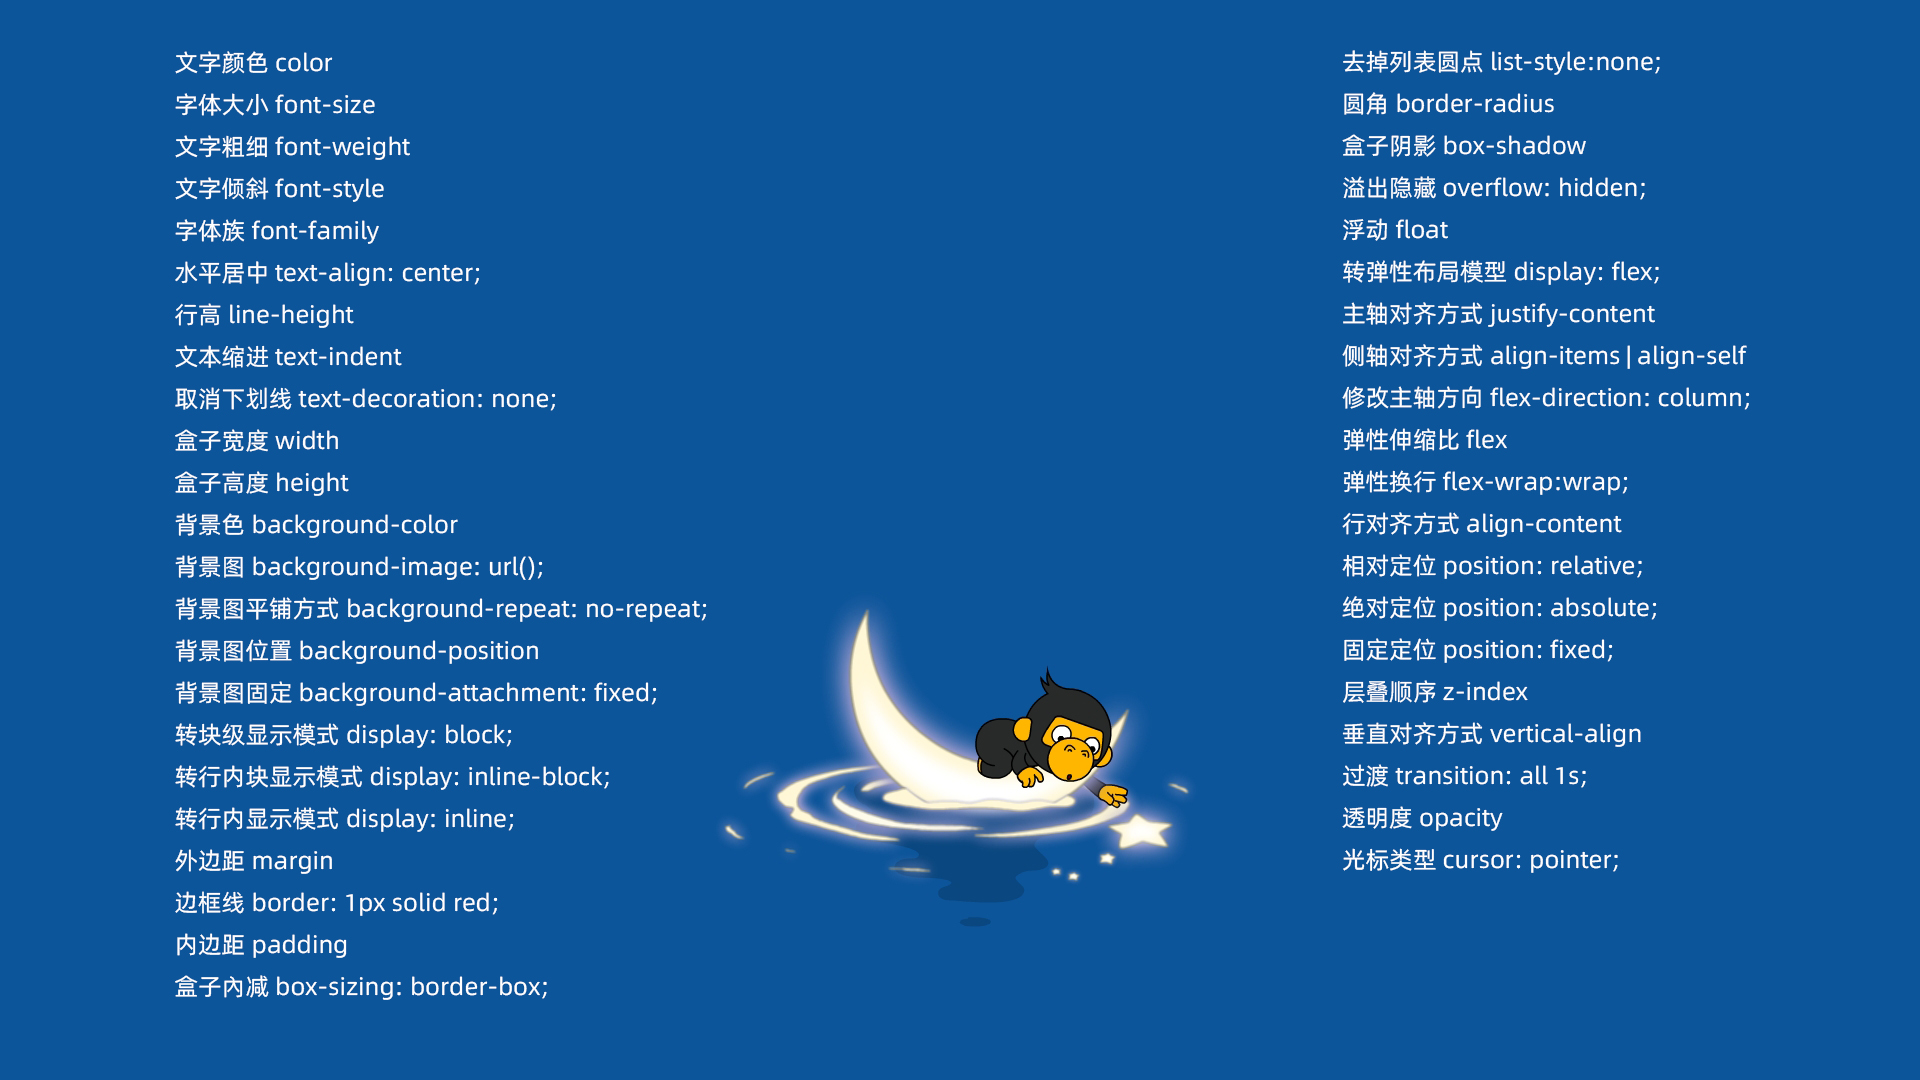 文字颜色 color
字体大小 font-size
文字粗细 font-weight
文字倾斜 font-style
字体族 font-family
水平居中 text-align: center;
行高 line-height
文本缩进 text-indent
取消下划线 text-decoration: none;
盒子宽度 width
盒子高度 height
背景色 background-color
背景图 background-image: url();
背景图平铺方式 background-repeat: no-repeat;
背景图位置 background-position
背景图固定 background-attachment: fixed;
转块级显示模式 display: block;
转行内块显示模式 display: inline-block;
转行内显示模式 display: inline;
外边距 margin
边框线 border: 1px solid red;
内边距 padding
盒子內减 box-sizing: border-box;
去掉列表圆点 list-style:none;
圆角 border-radius
盒子阴影 box-shadow
溢出隐藏 overflow: hidden;
浮动 float
转弹性布局模型 display: flex;
主轴对齐方式 justify-content
侧轴对齐方式 align-items | align-self
修改主轴方向 flex-direction: column;
弹性伸缩比 flex
弹性换行 flex-wrap:wrap;
行对齐方式 align-content
相对定位 position: relative;
绝对定位 position: absolute;
固定定位 position: fixed;
层叠顺序 z-index
垂直对齐方式 vertical-align
过渡 transition: all 1s;
透明度 opacity
光标类型 cursor: pointer;